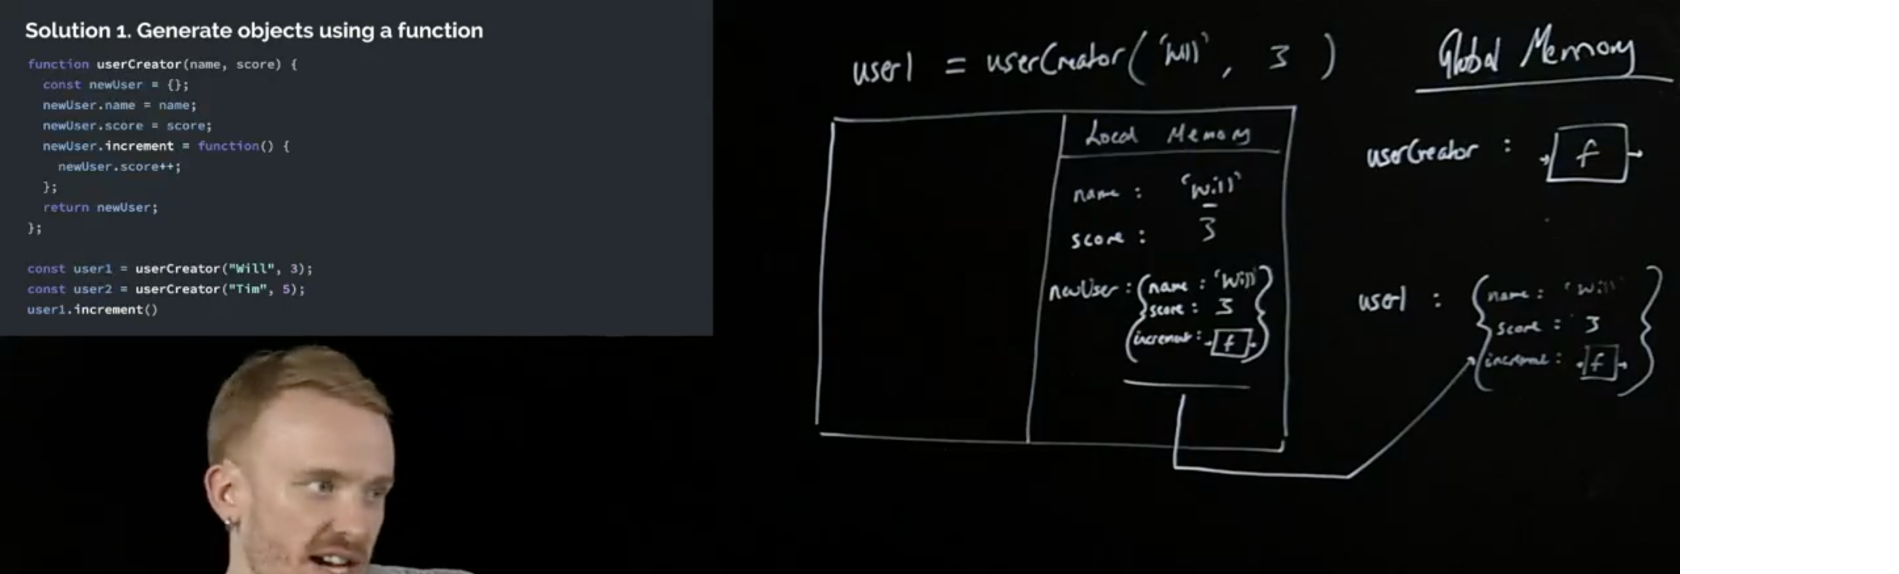 Solution 1. Generate objects using a function
function userCreator(name, score) {
const newUser = {};
newUser.name = name;
newUser.score = score;
newUser.increment = function() {
newUser.score++;
};
return newUser;
};
const user1 = userCreator("Will", 3);
const user2 = userCreator("Tim", 5);
user1.increment()
user1 = userCreator('Will', 3 )
Local Memory
name : 'Will'
score : 3
newUser : { name : 'Will'
score : 3
increment : f }
Global Memory
userCreator : f
user1 : { name : 'Will'
score : 3
increment : f }